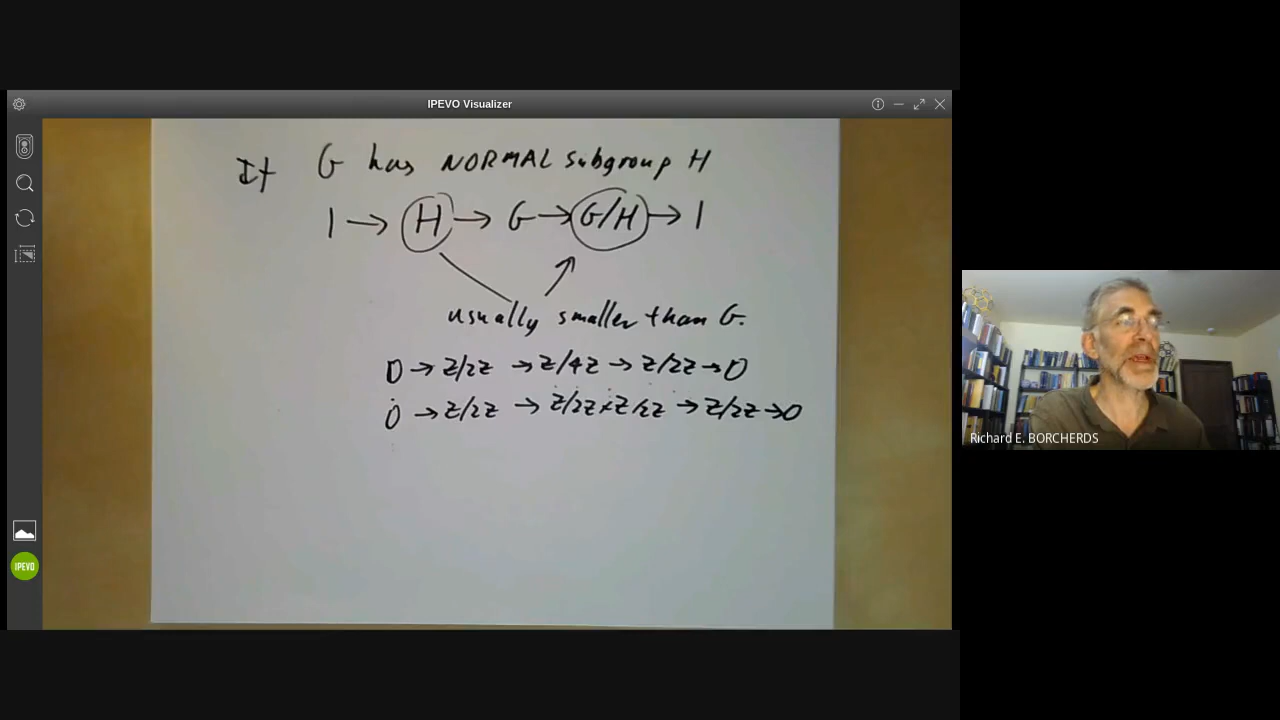 IPEVO Visualizer
If G has NORMAL subgroup H
1 → H → G → G/H → 1
usually smaller than G.
0 → Z/2Z → Z/4Z → Z/2Z → 0
0 → Z/2Z → Z/2Z × Z/2Z → Z/2Z → 0
IPEVO
Richard E. BORCHERDS